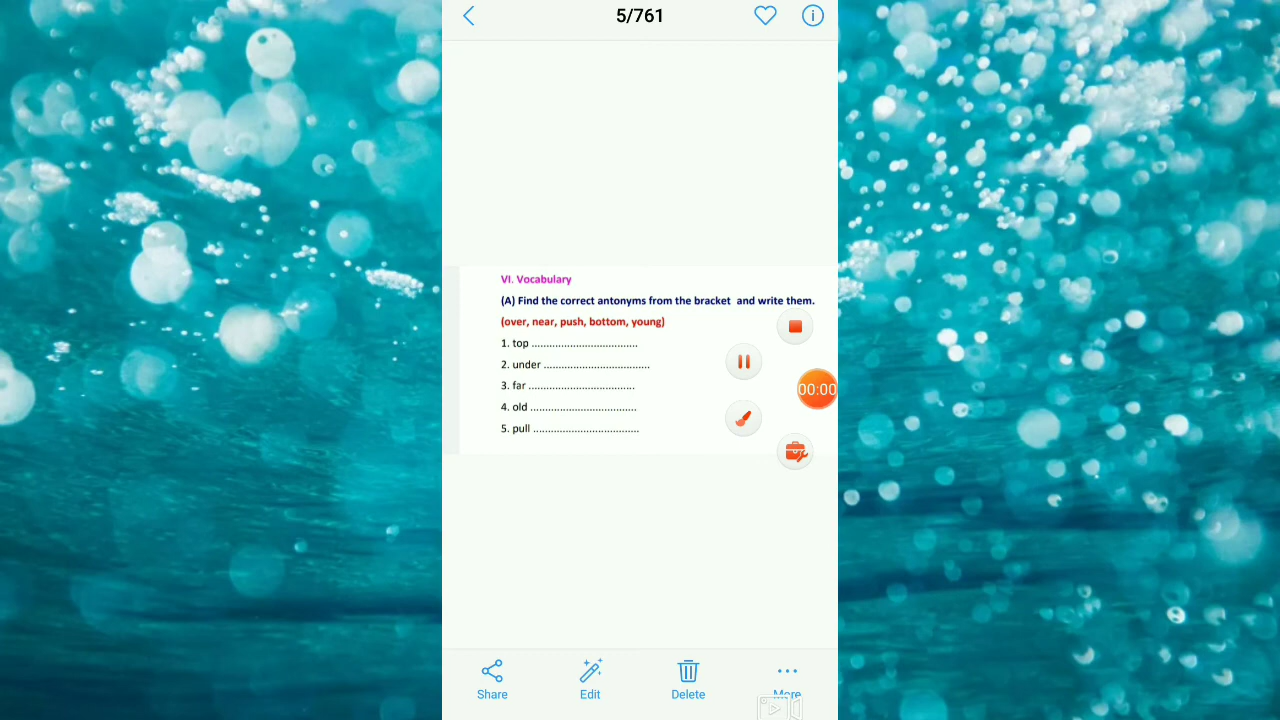 5/761
VI. Vocabulary
(A) Find the correct antonyms from the bracket and write them.
(over, near, push, bottom, young)
1. top ....................................
2. under ....................................
3. far ....................................
4. old ....................................
5. pull ....................................
00:00
Share Edit Delete More